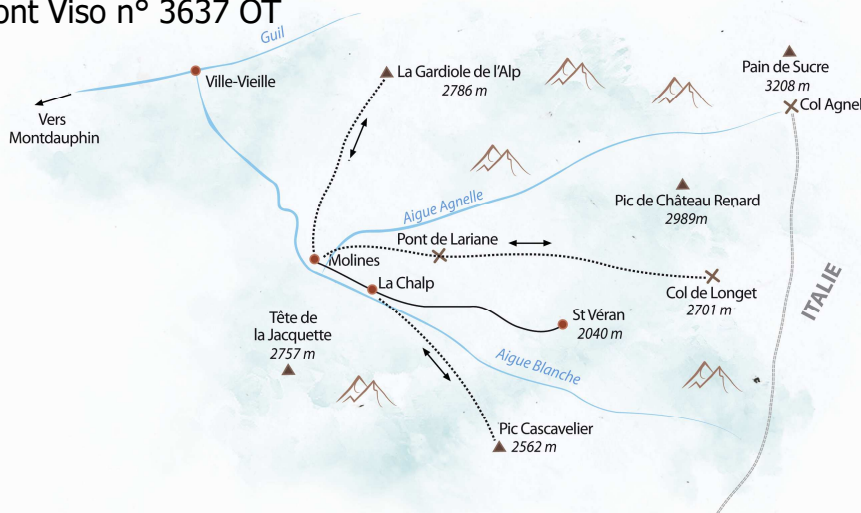 ont Viso n° 3637 OT
Guil
Ville-Vieille
Vers
Montdauphin
La Gardiole de l'Alp
2786 m
Pain de Sucre
3208 m
Col Agnel
Aigue Agnelle
Pic de Château Renard
2989m
Pont de Lariane
Molines
La Chalp
Col de Longet
2701 m
ITALIE
St Véran
2040 m
Tête de
la Jacquette
2757 m
Aigue Blanche
Pic Cascavelier
2562 m